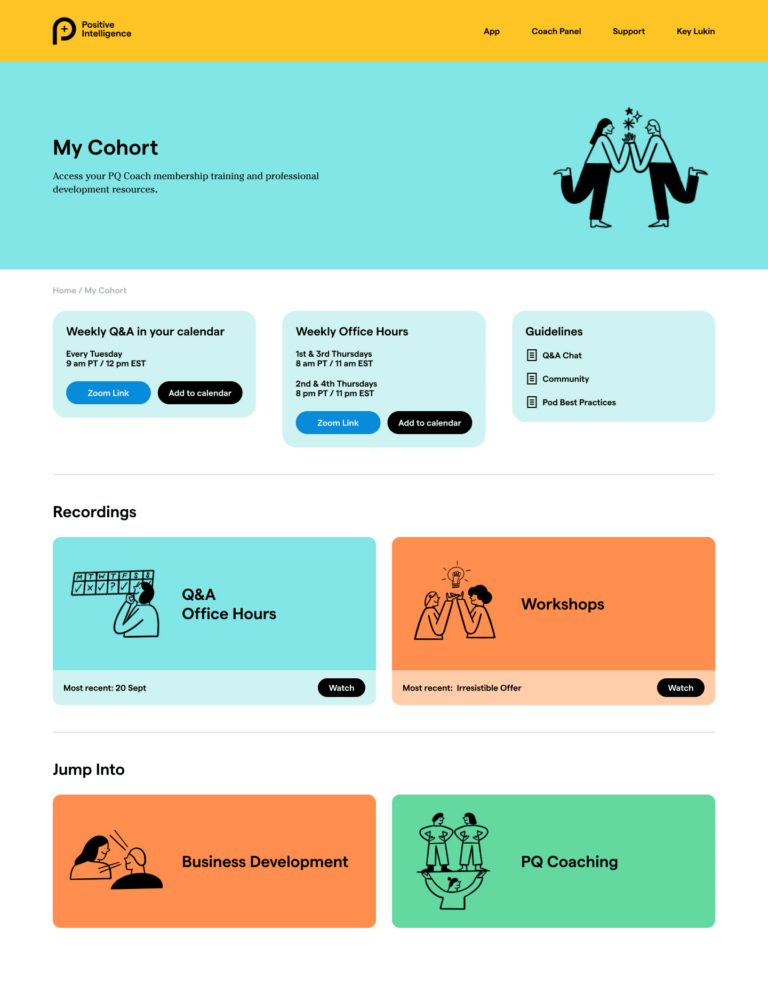 Positive
Intelligence
App
Coach Panel
Support
Key Lukin
My Cohort
Access your PQ Coach membership training and professional
development resources.
Home / My Cohort
Weekly Q&A in your calendar
Every Tuesday
9 am PT / 12 pm EST
Zoom Link
Add to calendar
Weekly Office Hours
1st & 3rd Thursdays
8 am PT / 11 am EST
2nd & 4th Thursdays
8 pm PT / 11 pm EST
Zoom Link
Add to calendar
Guidelines
Q&A Chat
Community
Pod Best Practices
Recordings
M T W T F S S
Q&A
Office Hours
Most recent: 20 Sept
Watch
Workshops
Most recent: Irresistible Offer
Watch
Jump Into
Business Development
PQ Coaching